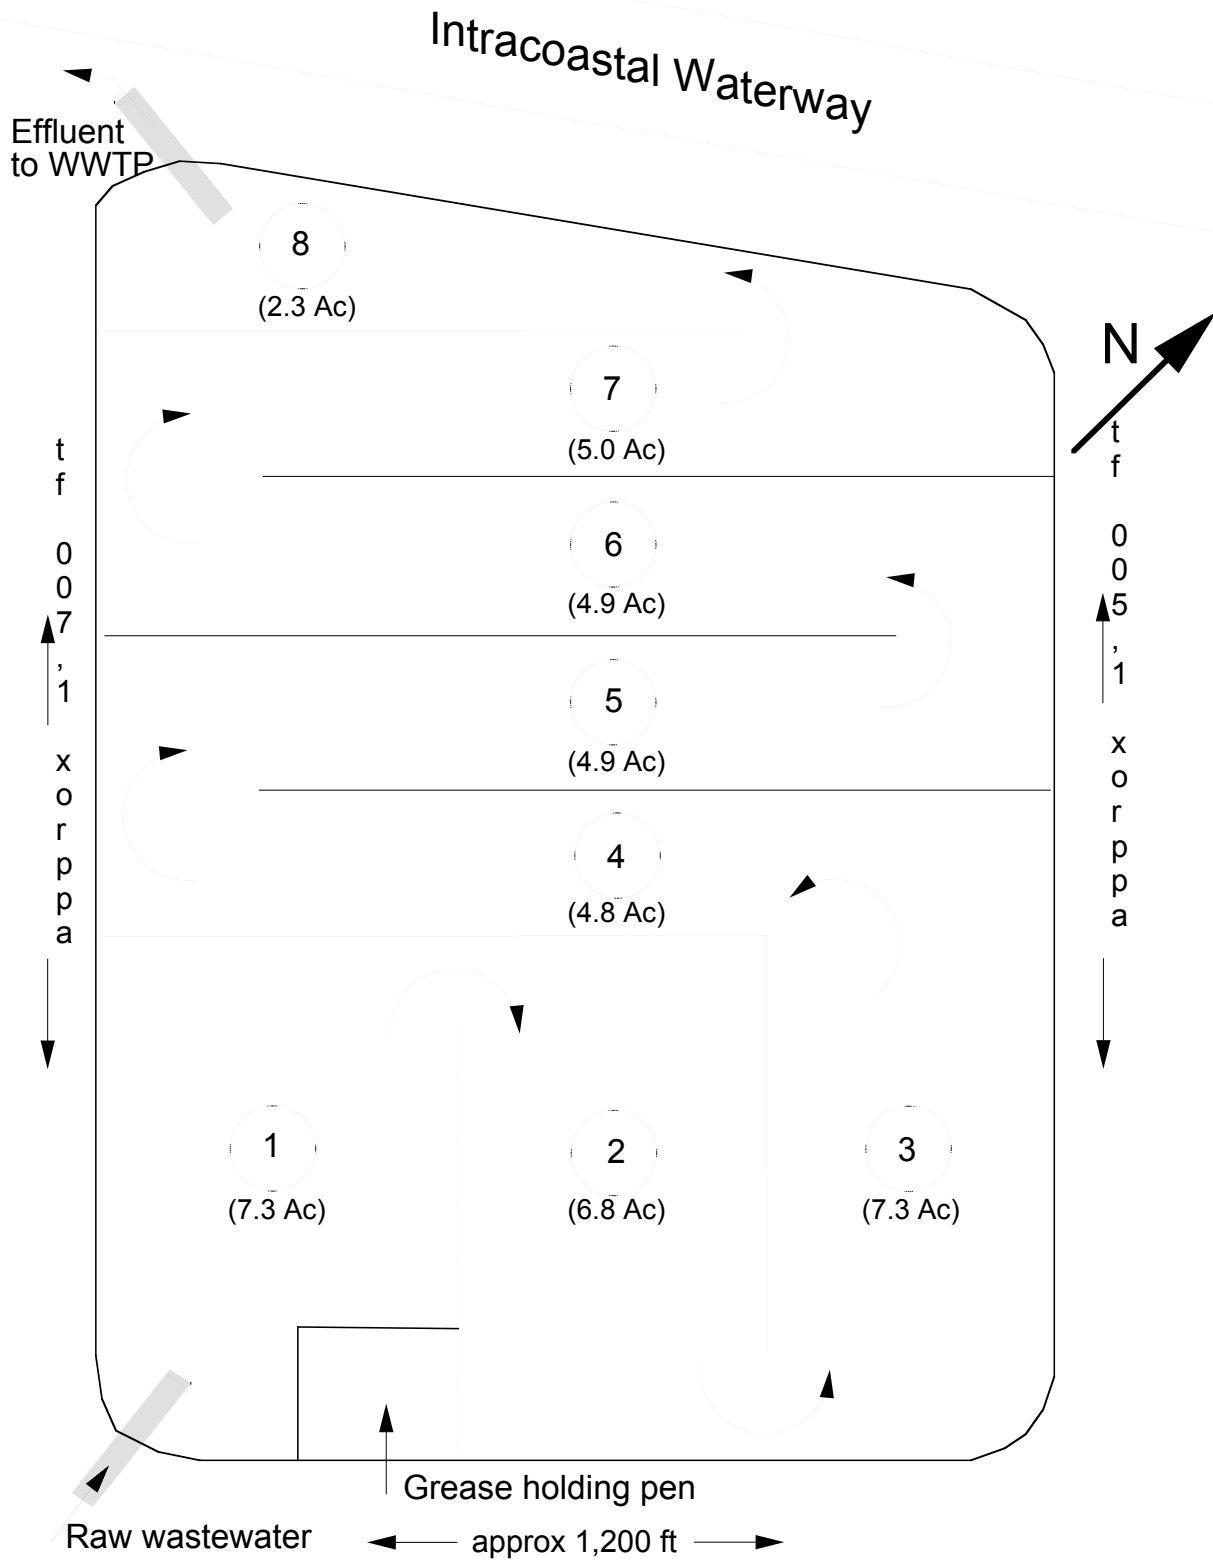 Intracoastal Waterway
Effluent
to WWTP
8
(2.3 Ac)
N
7
(5.0 Ac)
6
(4.9 Ac)
5
(4.9 Ac)
4
(4.8 Ac)
approx 1,700 ft
approx 1,500 ft
1
(7.3 Ac)
2
(6.8 Ac)
3
(7.3 Ac)
Grease holding pen
Raw wastewater
approx 1,200 ft